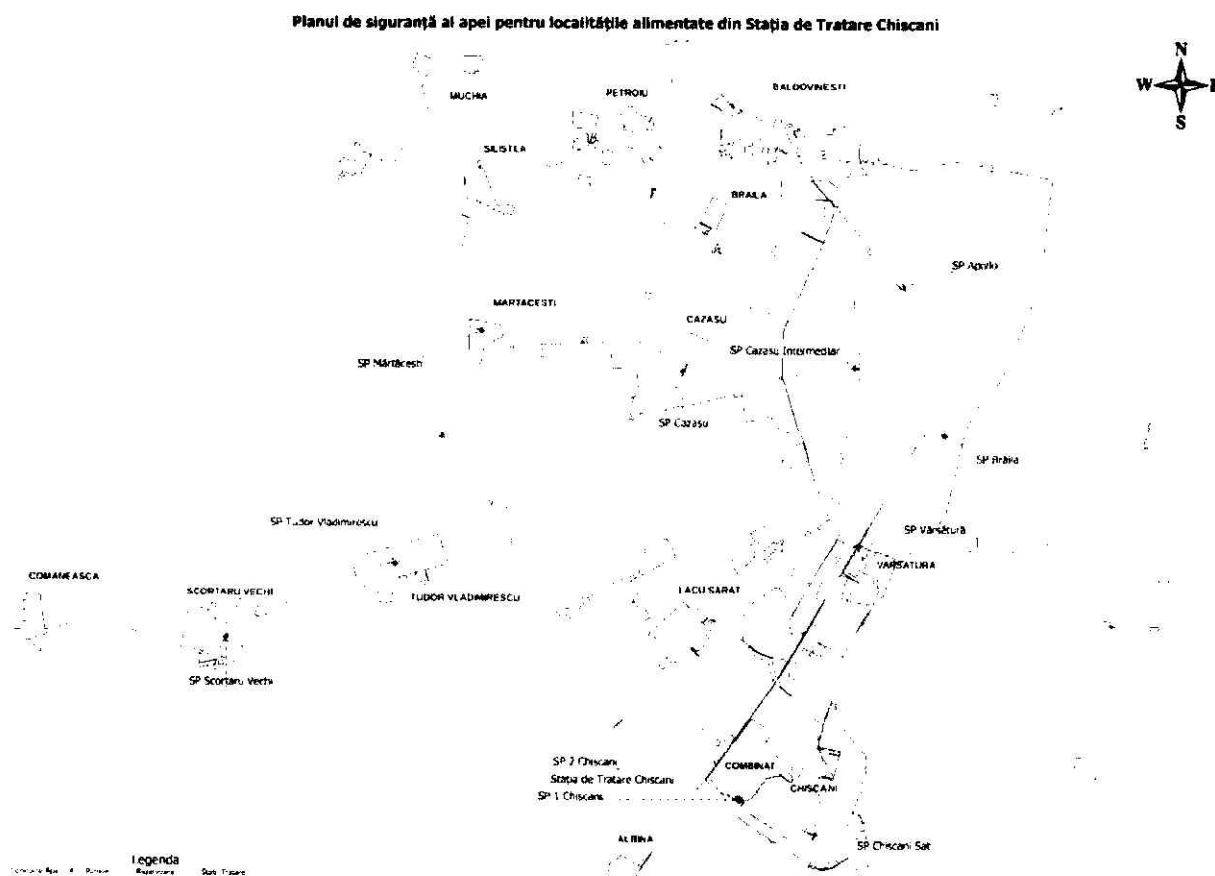 Planul de siguranță al apei pentru localitățile alimentate din Stația de Tratare Chiscani
N
W
E
S
MUCHIA
PETROIU
BALDOVINESTI
SILISTEA
BRAILA
SP Apollo
MARTACESTI
CAZASU
SP Cazasu Intermediar
SP Mărtăcești
SP Cazasu
SP Brăila
SP Tudor Vladimirescu
SP Vărsătură
COMANEASCA
SCORTARU VECHI
TUDOR VLADIMIRESCU
LACU SARAT
VARSATURA
SP Scortaru Vechi
SP 2 Chiscani
Stația de Tratare Chiscani
SP 1 Chiscani
COMBINAT
CHISCANI
ALBINA
SP Chiscani Sat
Legenda